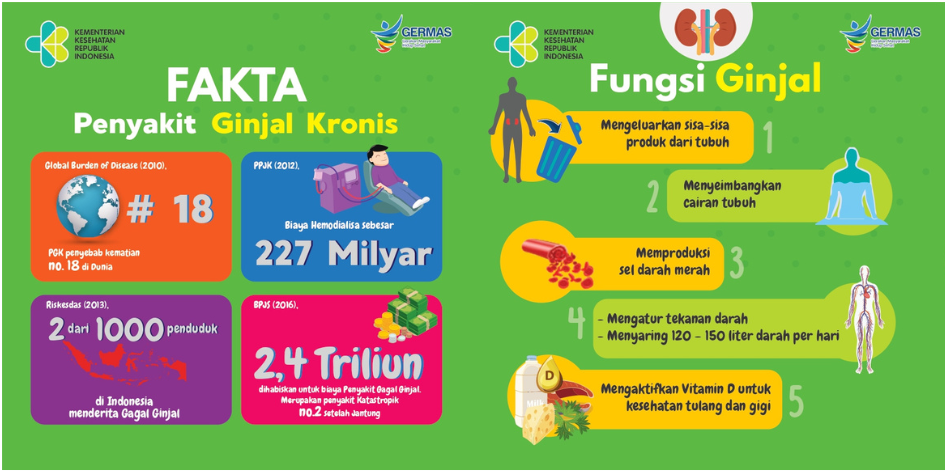 KEMENTERIAN
KESEHATAN
REPUBLIK
INDONESIA
GERMAS
FAKTA
Penyakit Ginjal Kronis
Global Burden of Disease (2010),
# 18
PGK penyebab kematian
no. 18 di Dunia
PPJK (2012),
Biaya Hemodialisa sebesar
227 Milyar
Riskesdas (2013),
2 dari 1000 penduduk
di Indonesia
menderita Gagal Ginjal
BPJS (2016),
2,4 Triliun
dihabiskan untuk biaya Penyakit Gagal Ginjal.
Merupakan penyakit Katastropik
no.2 setelah Jantung
KEMENTERIAN
KESEHATAN
REPUBLIK
INDONESIA
GERMAS
Fungsi Ginjal
Mengeluarkan sisa-sisa
produk dari tubuh
1
2
Menyeimbangkan
cairan tubuh
Memproduksi
sel darah merah
3
4
- Mengatur tekanan darah
- Menyaring 120 - 150 liter darah per hari
D
Mengaktifkan Vitamin D untuk
kesehatan tulang dan gigi
5